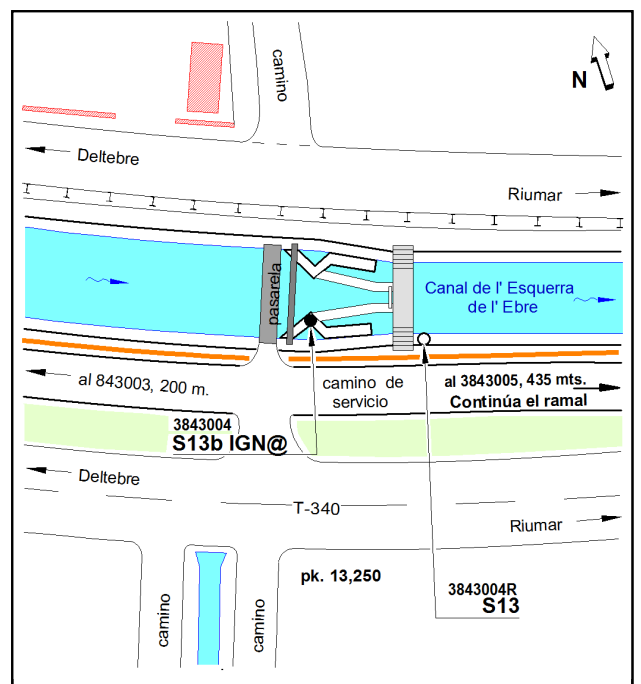 camino
N
Deltebre
Riumar
pasarela
Canal de l' Esquerra
de l' Ebre
al 843003, 200 m.
camino de
servicio
al 3843005, 435 mts.
Continúa el ramal
3843004
S13b IGN@
Deltebre
T-340
Riumar
pk. 13,250
camino
camino
3843004R
S13